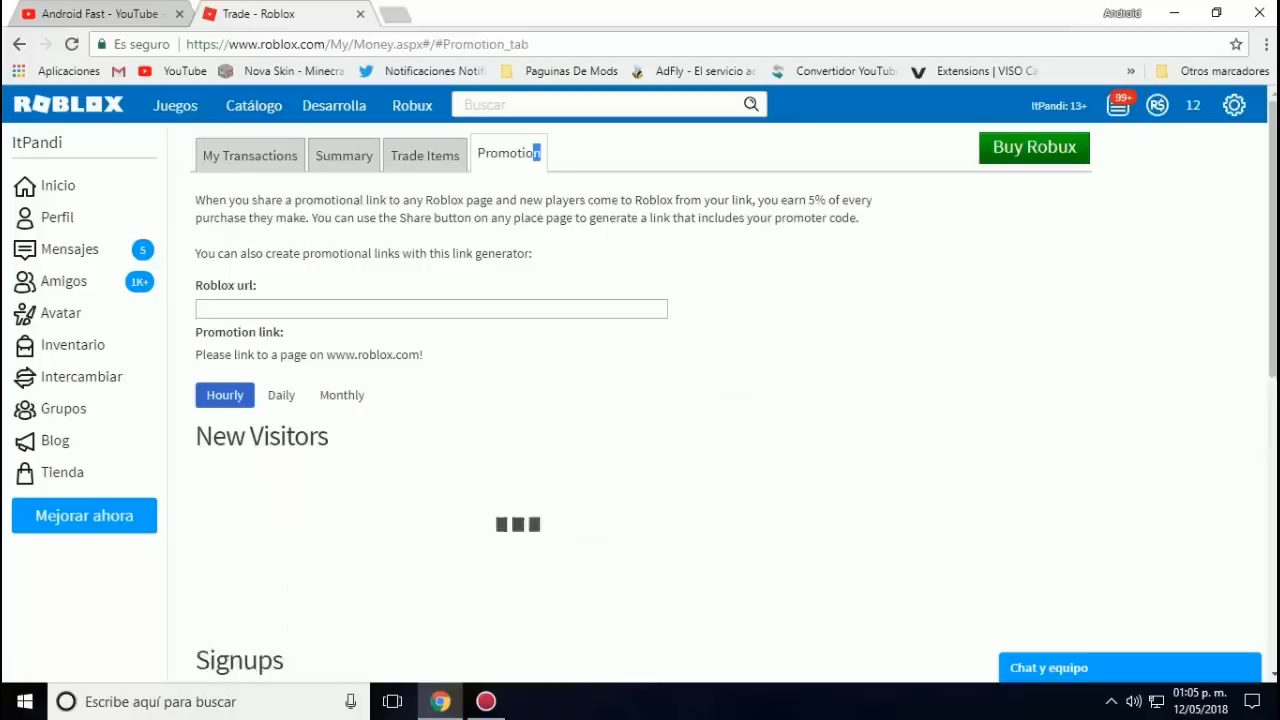 Android Fast - YouTube
Trade - Roblox
Android
Es seguro
https://www.roblox.com/My/Money.aspx#/#Promotion_tab
Aplicaciones
YouTube
Nova Skin - Minecra
Notificaciones Notifi
Paguinas De Mods
AdFly - El servicio ac
Convertidor YouTub
Extensions | VISO Ca
»
Otros marcadores
ROBLOX
Juegos
Catálogo
Desarrolla
Robux
Buscar
ItPandi: 13+
99+
R$
12
ItPandi
Inicio
Perfil
Mensajes
5
Amigos
1K+
Avatar
Inventario
Intercambiar
Grupos
Blog
Tienda
Mejorar ahora
My Transactions
Summary
Trade Items
Promotion
Buy Robux
When you share a promotional link to any Roblox page and new players come to Roblox from your link, you earn 5% of every
purchase they make. You can use the Share button on any place page to generate a link that includes your promoter code.
You can also create promotional links with this link generator:
Roblox url:
Promotion link:
Please link to a page on www.roblox.com!
Hourly
Daily
Monthly
New Visitors
Signups
Chat y equipo
Escribe aquí para buscar
01:05 p. m.
12/05/2018